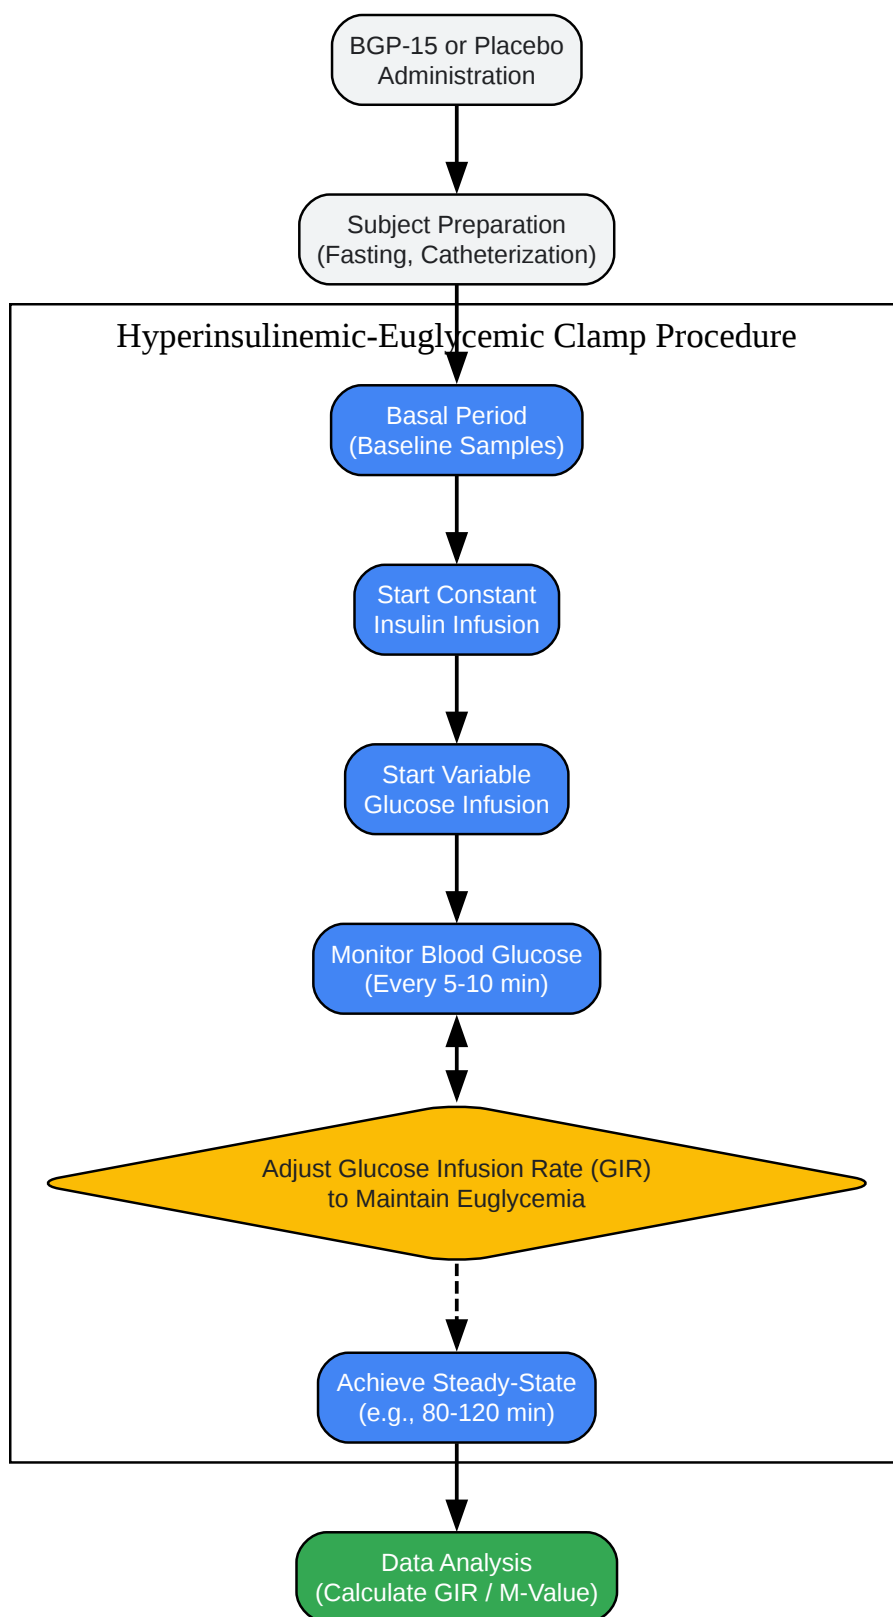 BGP-15 or Placebo
Administration
Subject Preparation
(Fasting, Catheterization)
Hyperinsulinemic-Euglycemic Clamp Procedure
Basal Period
(Baseline Samples)
Start Constant
Insulin Infusion
Start Variable
Glucose Infusion
Monitor Blood Glucose
(Every 5-10 min)
Adjust Glucose Infusion Rate (GIR)
to Maintain Euglycemia
Achieve Steady-State
(e.g., 80-120 min)
Data Analysis
(Calculate GIR / M-Value)